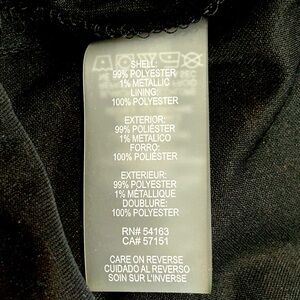 SHELL:
99% POLYESTER
1% METALLIC
LINING:
100% POLYESTER
EXTERIOR:
99% POLIÉSTER
1% METALICO
FORRO:
100% POLIÉSTER
EXTERIEUR:
99% POLYESTER
1% MÉTALLIQUE
DOUBLURE:
100% POLYESTER
RN# 54163
CA# 57151
CARE ON REVERSE
CUIDADO AL REVERSO
SOIN SUR L'INVERSE